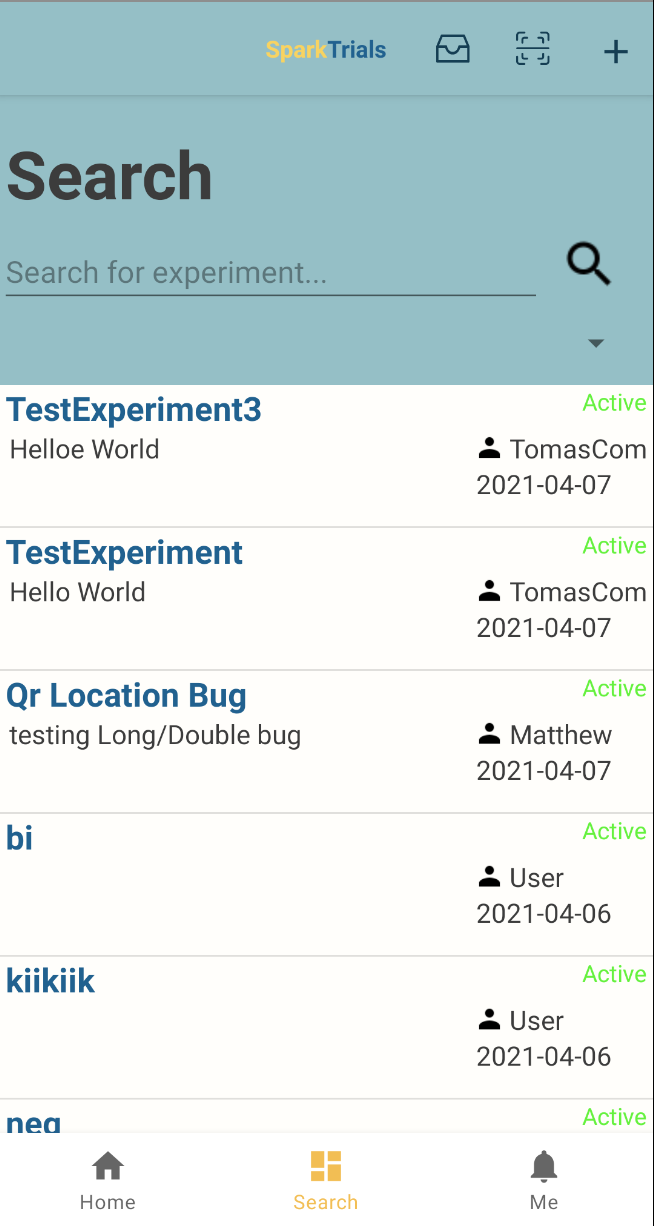 SparkTrials
Search
Search for experiment...
TestExperiment3
Active
Helloe World
TomasCom
2021-04-07
TestExperiment
Active
Hello World
TomasCom
2021-04-07
Qr Location Bug
Active
testing Long/Double bug
Matthew
2021-04-07
bi
Active
User
2021-04-06
kiikiik
Active
User
2021-04-06
neg
Active
Home
Search
Me